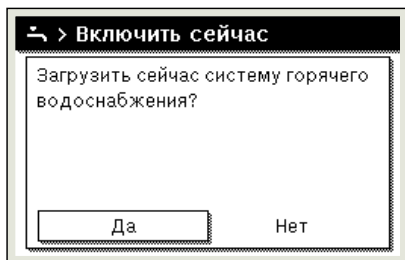 > Включить сейчас
Загрузить сейчас систему горячего
водоснабжения?
Да
Нет